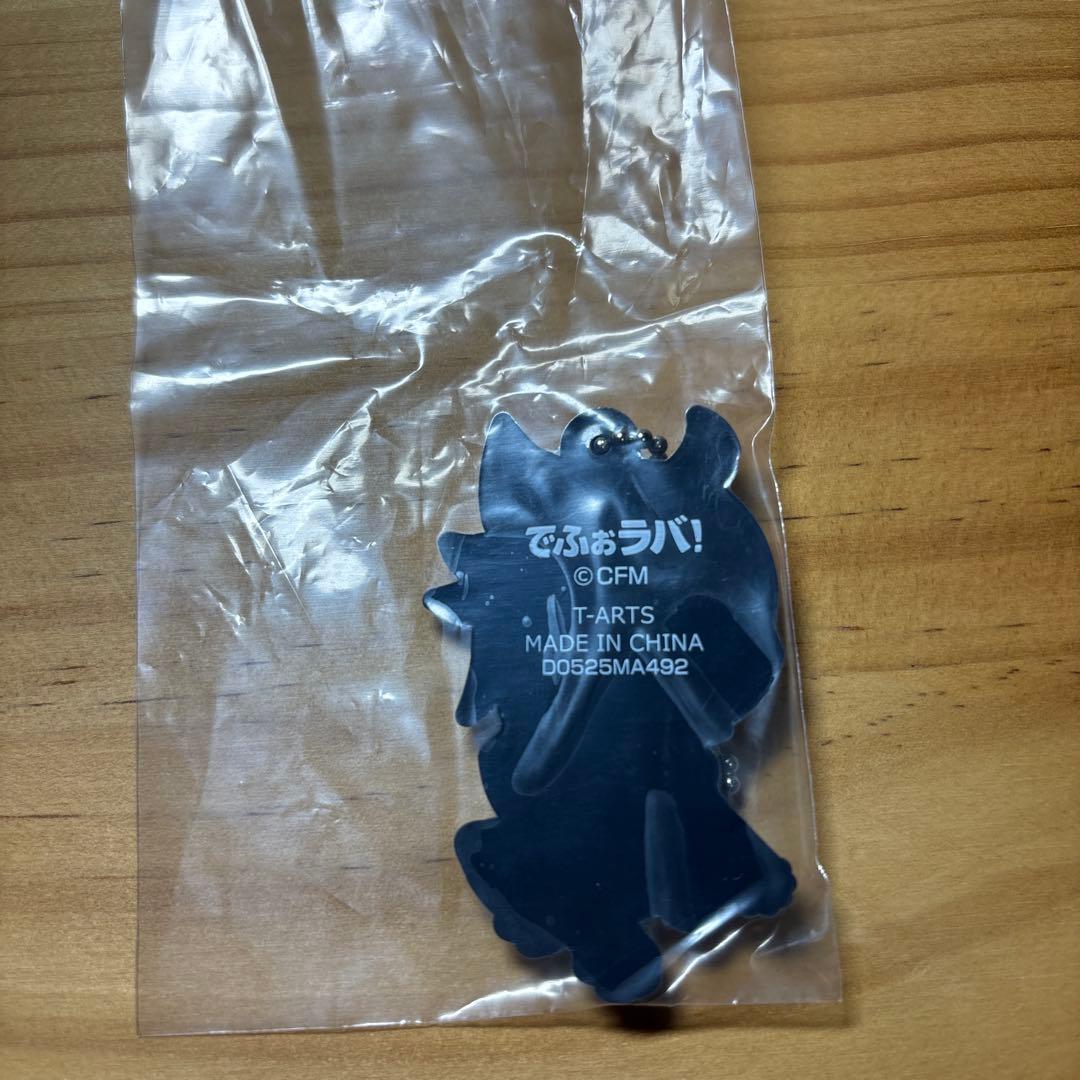 でふぉラバ!
©CFM
T-ARTS
MADE IN CHINA
D0525MA492